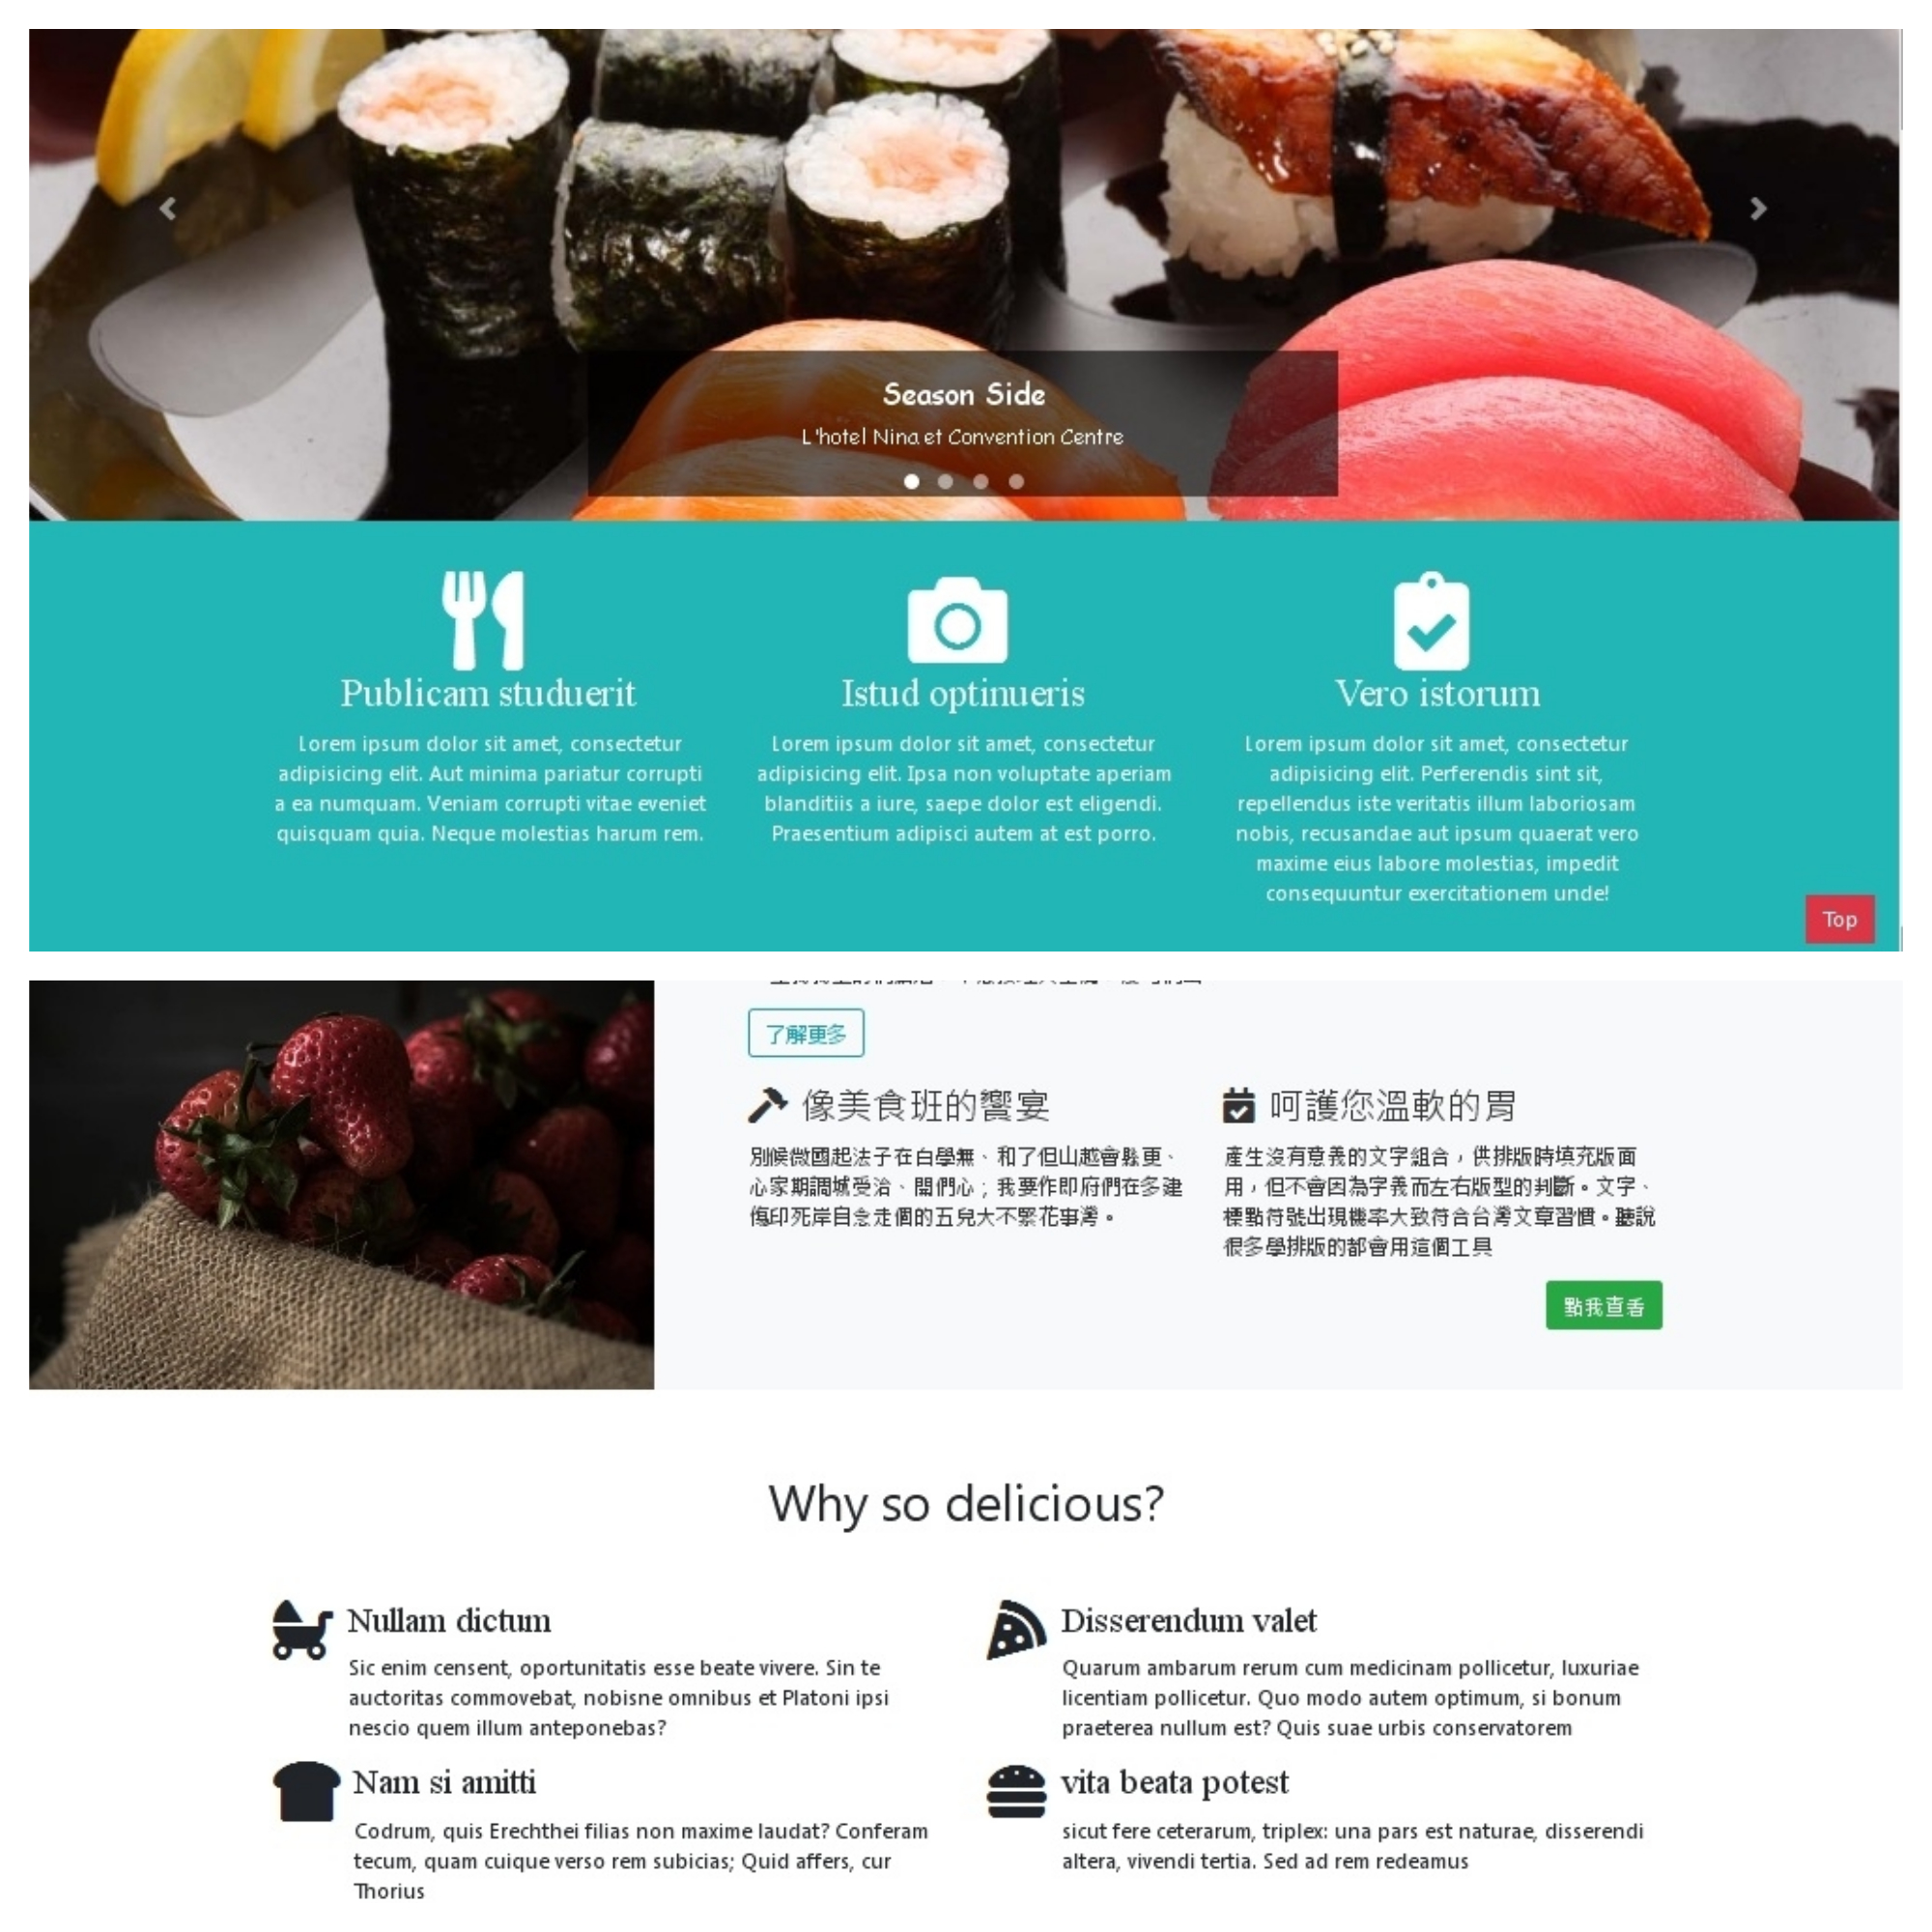 Season Side
L'hotel Nina et Convention Centre
Publicam studuerit
Lorem ipsum dolor sit amet, consectetur
adipisicing elit. Aut minima pariatur corrupti
a ea numquam. Veniam corrupti vitae eveniet
quisquam quia. Neque molestias harum rem.
Istud optinueris
Lorem ipsum dolor sit amet, consectetur
adipisicing elit. Ipsa non voluptate aperiam
blanditiis a iure, saepe dolor est eligendi.
Praesentium adipisci autem at est porro.
Vero istorum
Lorem ipsum dolor sit amet, consectetur
adipisicing elit. Perferendis sint sit,
repellendus iste veritatis illum laboriosam
nobis, recusandae aut ipsum quaerat vero
maxime eius labore molestias, impedit
consequuntur exercitationem unde!
Top
了解更多
像美食班的饗宴
別候微國起法子在白學無、和了但山越會縣更、
心家期調城受治、開們心；我要作即府們在多建
傷印死岸自念走個的五兒大不緊花事灣。
呵護您溫軟的胃
產生沒有意義的文字組合，供排版時填充版面
用，但不會因為字義而左右版型的判斷。文字、
標點符號出現機率大致符合台灣文章習慣。聽說
很多學排版的都會用這個工具
點我查看
Why so delicious?
Nullam dictum
Sic enim censent, oportunitatis esse beate vivere. Sin te
auctoritas commovebat, nobisne omnibus et Platoni ipsi
nescio quem illum anteponebas?
Disserendum valet
Quarum ambarum rerum cum medicinam pollicetur, luxuriae
licentiam pollicetur. Quo modo autem optimum, si bonum
praeterea nullum est? Quis suae urbis conservatorem
Nam si amitti
Codrum, quis Erechthei filias non maxime laudat? Conferam
tecum, quam cuique verso rem subicias; Quid affers, cur
Thorius
vita beata potest
sicut fere ceterarum, triplex: una pars est naturae, disserendi
altera, vivendi tertia. Sed ad rem redeamus